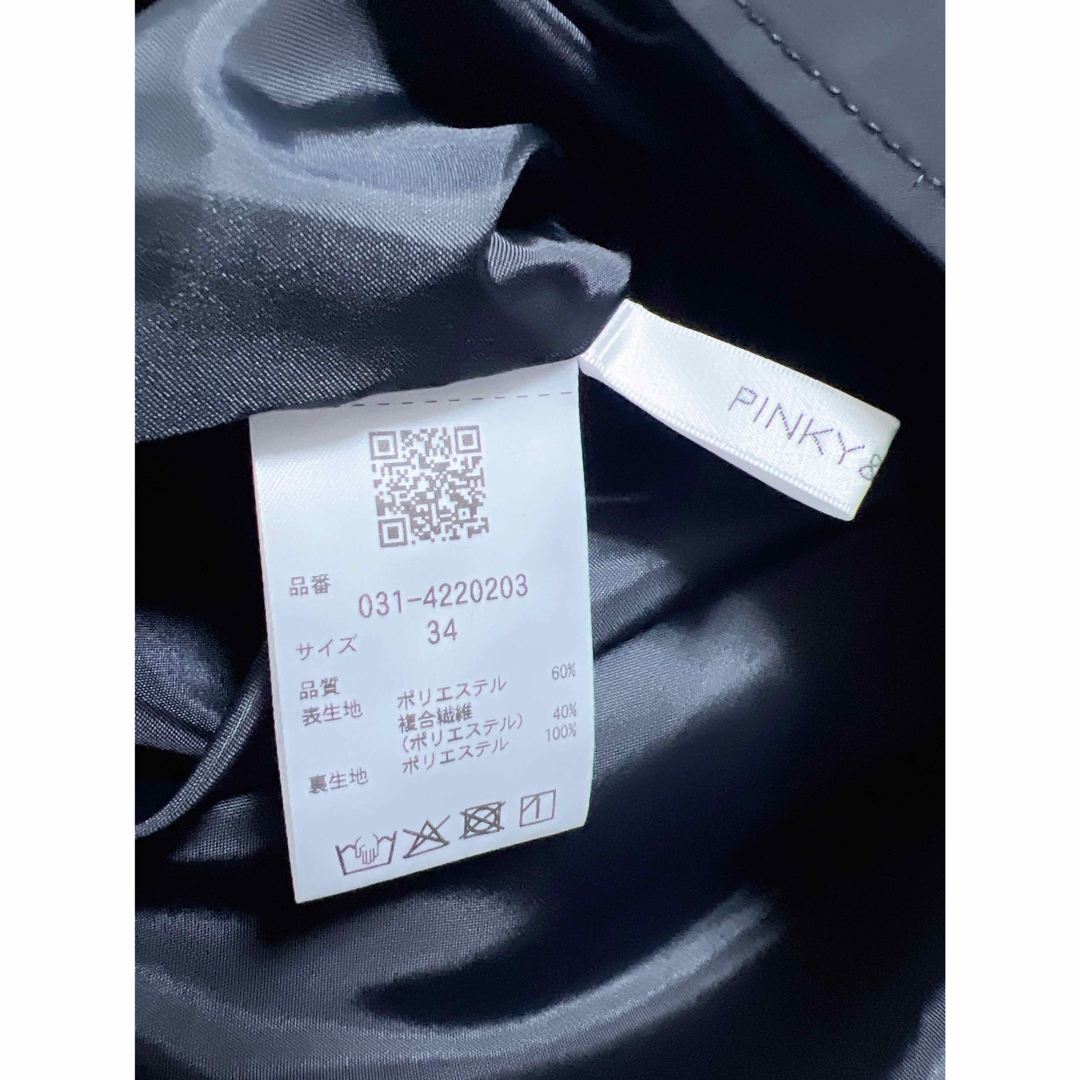 PINKY &
品番 031-4220203
サイズ 34
品質
表生地 ポリエステル 60%
複合繊維 40%
(ポリエステル)
裏生地 ポリエステル 100%